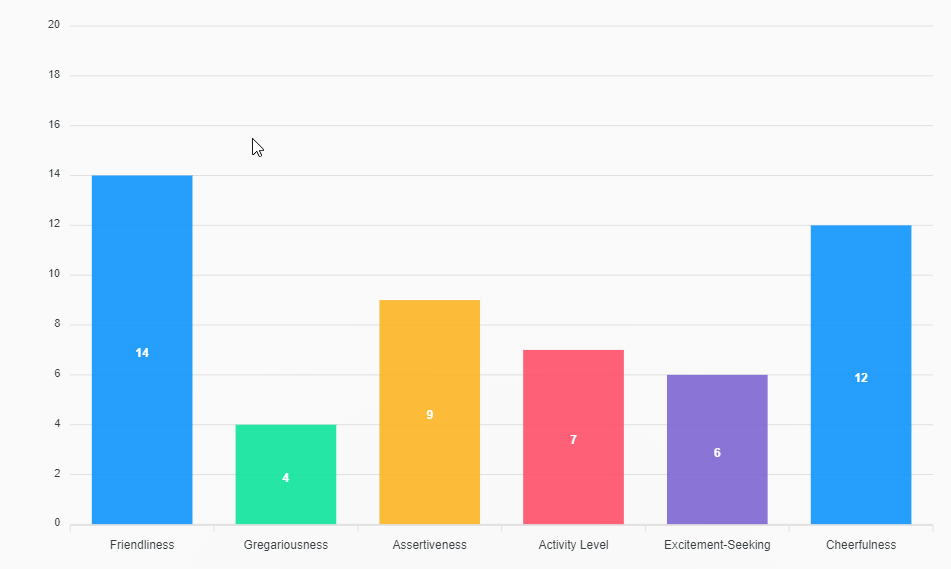 20
18
16
14
12
10
8
6
4
2
0
14
4
9
7
6
12
Friendliness
Gregariousness
Assertiveness
Activity Level
Excitement-Seeking
Cheerfulness